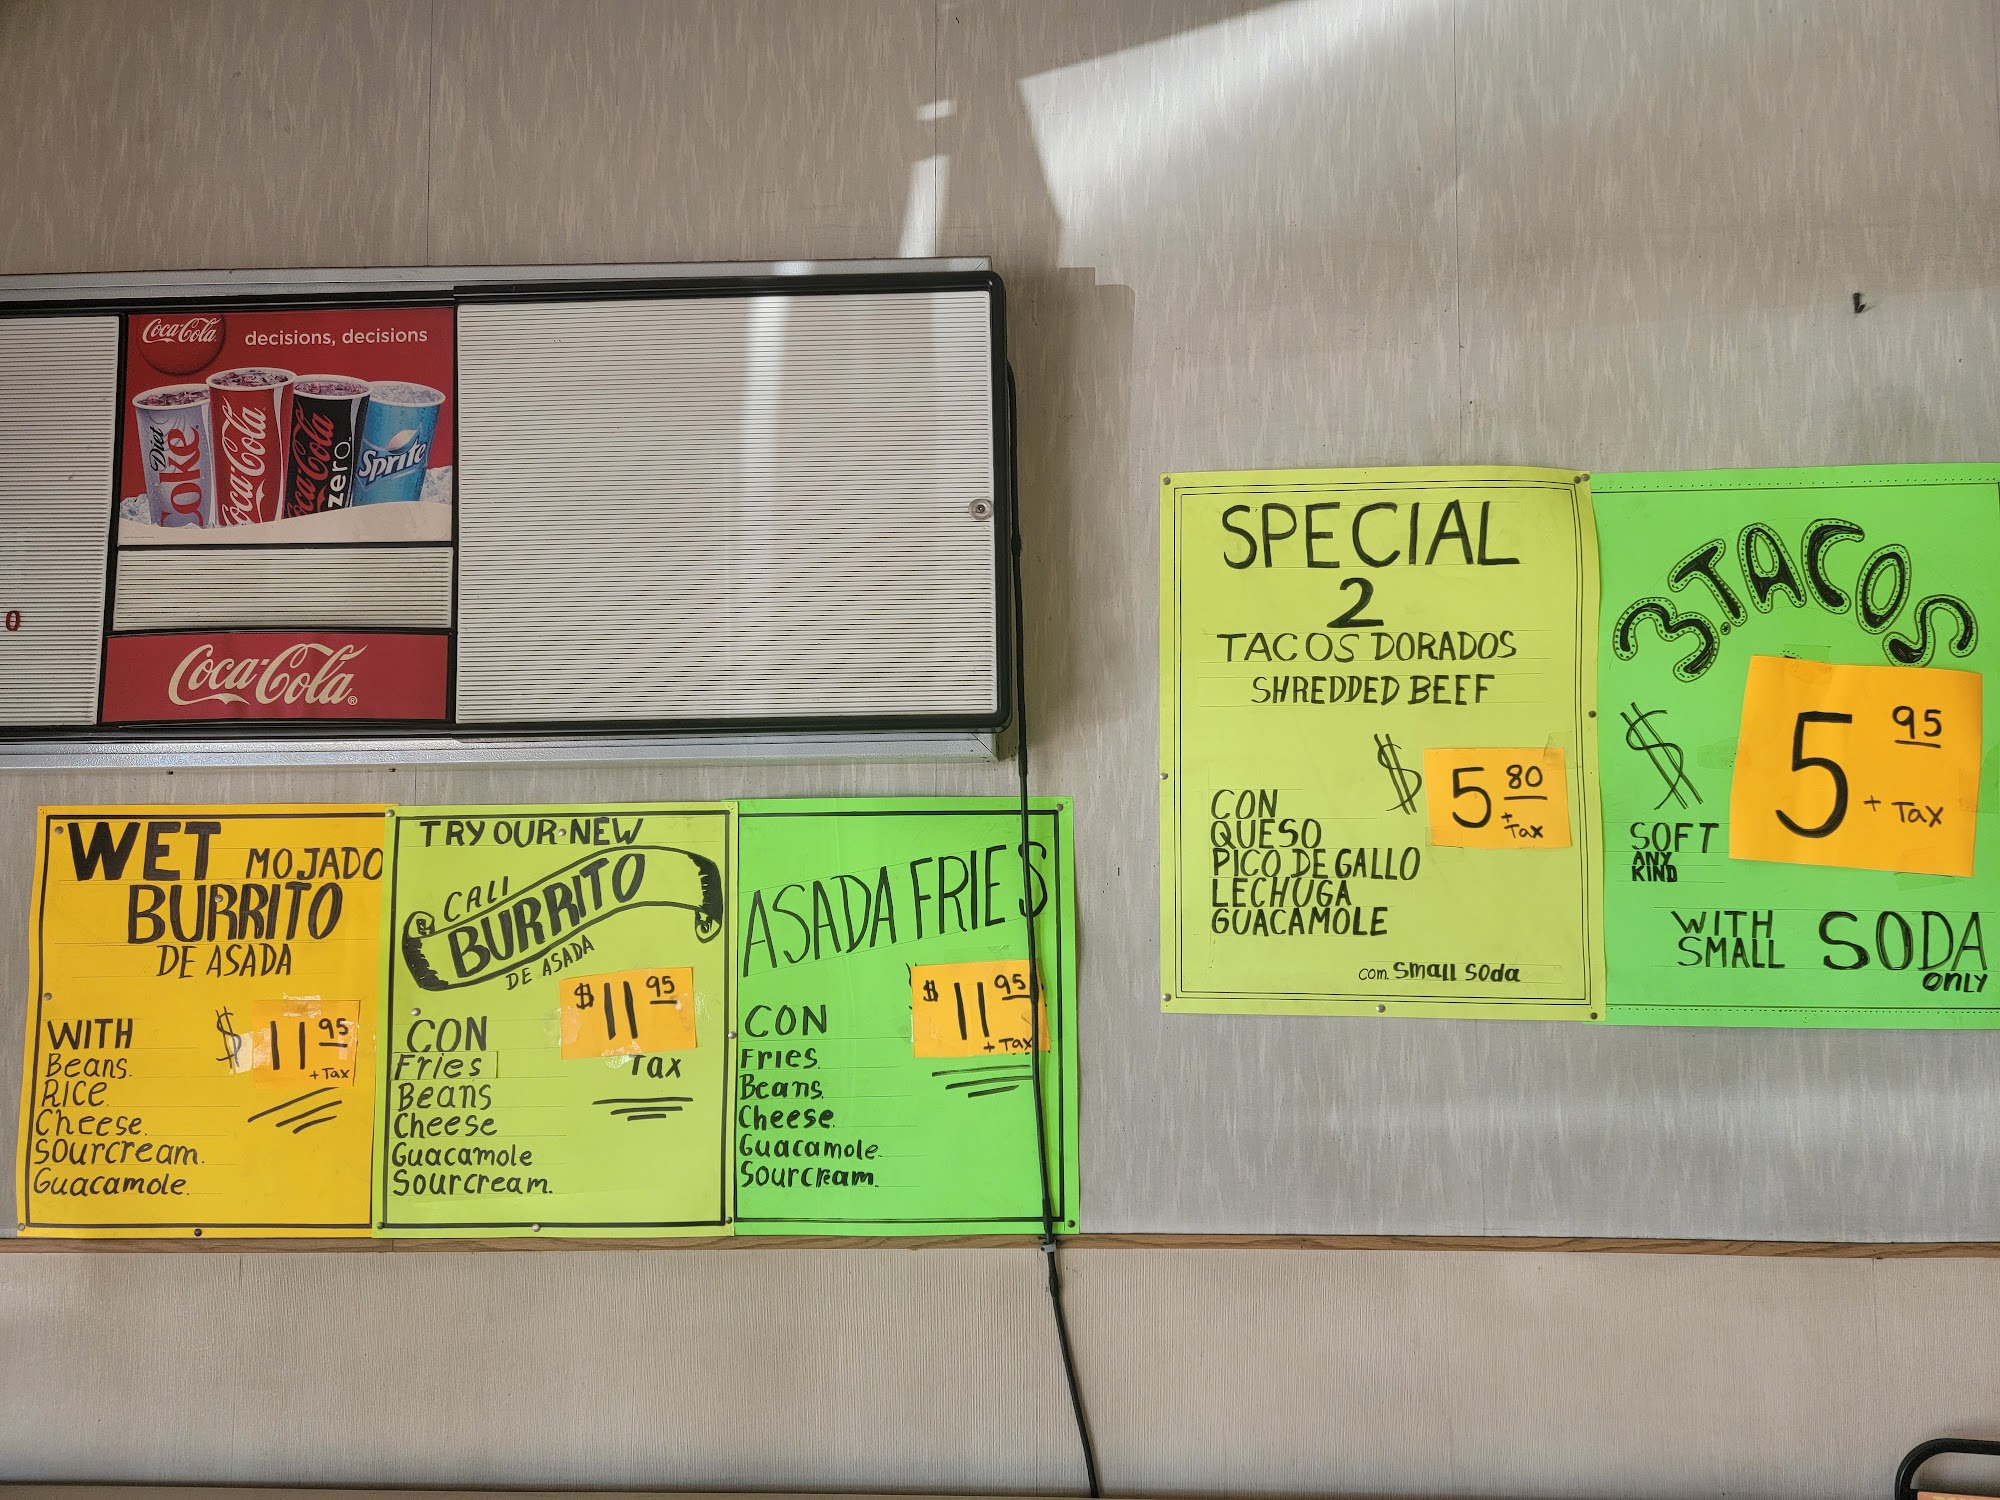 Coca-Cola
decisions, decisions
Diet Coke
Coca-Cola
Coca-Cola zero
Sprite
0
Coca-Cola®
WET MOJADO
BURRITO
DE ASADA
$ 11 95
+ Tax
WITH
Beans.
RICE.
Cheese.
Sourcream.
Guacamole.
TRY OUR NEW
CALI
BURRITO
DE ASADA
$ 11 95
Tax
CON
Fries
Beans
Cheese
Guacamole
Sourcream.
ASADA FRIES
$ 11 95
+ Tax
CON
Fries.
Beans.
Cheese.
Guacamole.
Sourcream.
SPECIAL
2
TACOS DORADOS
SHREDDED BEEF
$ 5 80
+ Tax
CON
QUESO
PICO DE GALLO
LECHUGA
GUACAMOLE
com. Small Soda
3.TACOS
$ 5 95
+ Tax
SOFT
ANY
KIND
WITH
SMALL SODA
ONLY